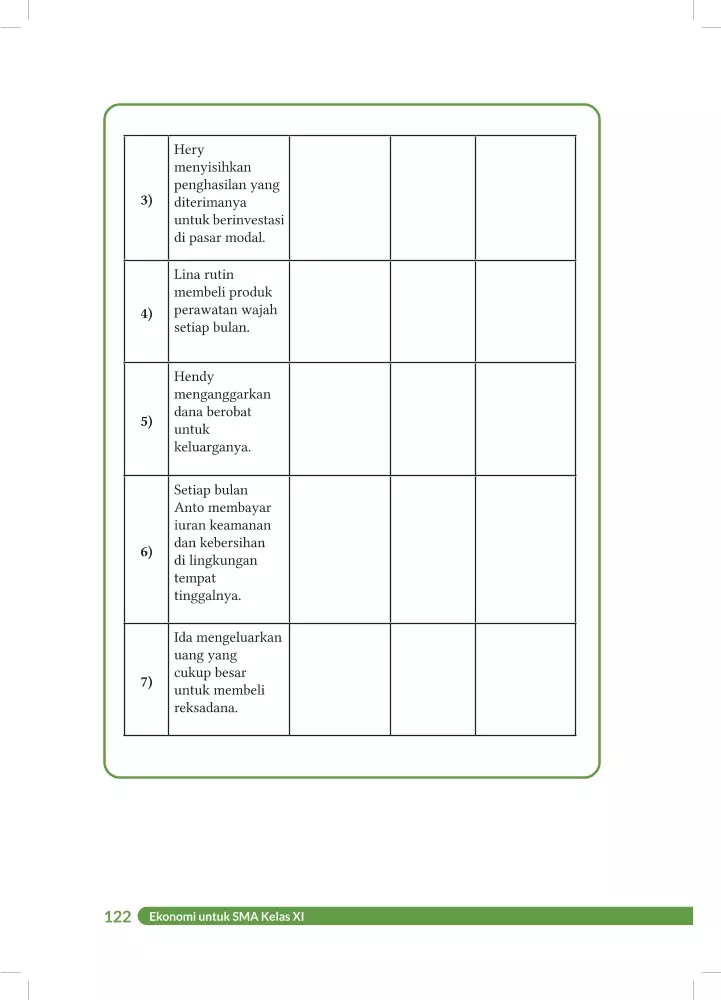 3)
Hery
menyisihkan
penghasilan yang
diterimanya
untuk berinvestasi
di pasar modal.
4)
Lina rutin
membeli produk
perawatan wajah
setiap bulan.
5)
Hendy
menganggarkan
dana berobat
untuk
keluarganya.
6)
Setiap bulan
Anto membayar
iuran keamanan
dan kebersihan
di lingkungan
tempat
tinggalnya.
7)
Ida mengeluarkan
uang yang
cukup besar
untuk membeli
reksadana.
122 Ekonomi untuk SMA Kelas XI